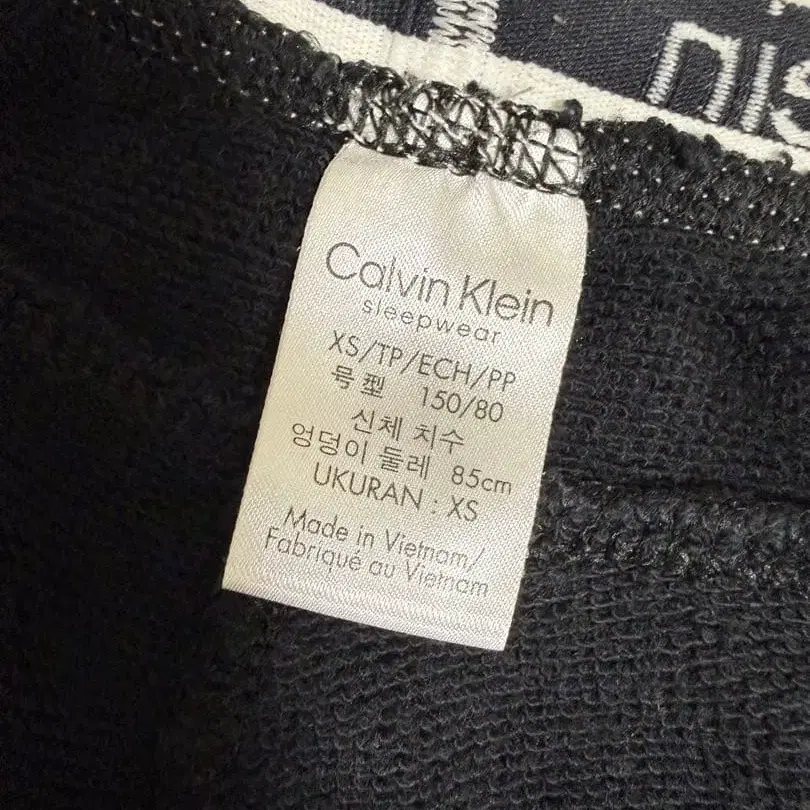 Calvin Klein
sleepwear
XS/TP/ECH/PP
号型 150/80
신체 치수
엉덩이 둘레 85cm
UKURAN : XS
Made in Vietnam/
Fabriqué au Vietnam